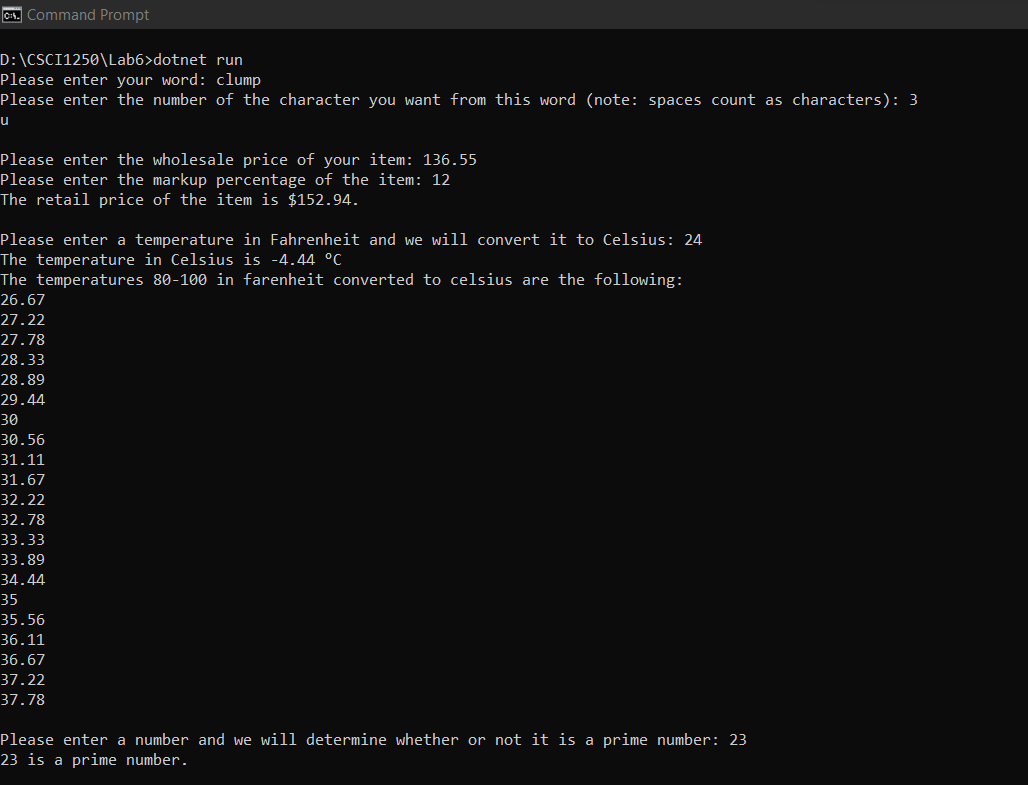 Command Prompt
D:\CSCI1250\Lab6>dotnet run
Please enter your word: clump
Please enter the number of the character you want from this word (note: spaces count as characters): 3
u
Please enter the wholesale price of your item: 136.55
Please enter the markup percentage of the item: 12
The retail price of the item is $152.94.
Please enter a temperature in Fahrenheit and we will convert it to Celsius: 24
The temperature in Celsius is -4.44 ºC
The temperatures 80-100 in farenheit converted to celsius are the following:
26.67
27.22
27.78
28.33
28.89
29.44
30
30.56
31.11
31.67
32.22
32.78
33.33
33.89
34.44
35
35.56
36.11
36.67
37.22
37.78
Please enter a number and we will determine whether or not it is a prime number: 23
23 is a prime number.